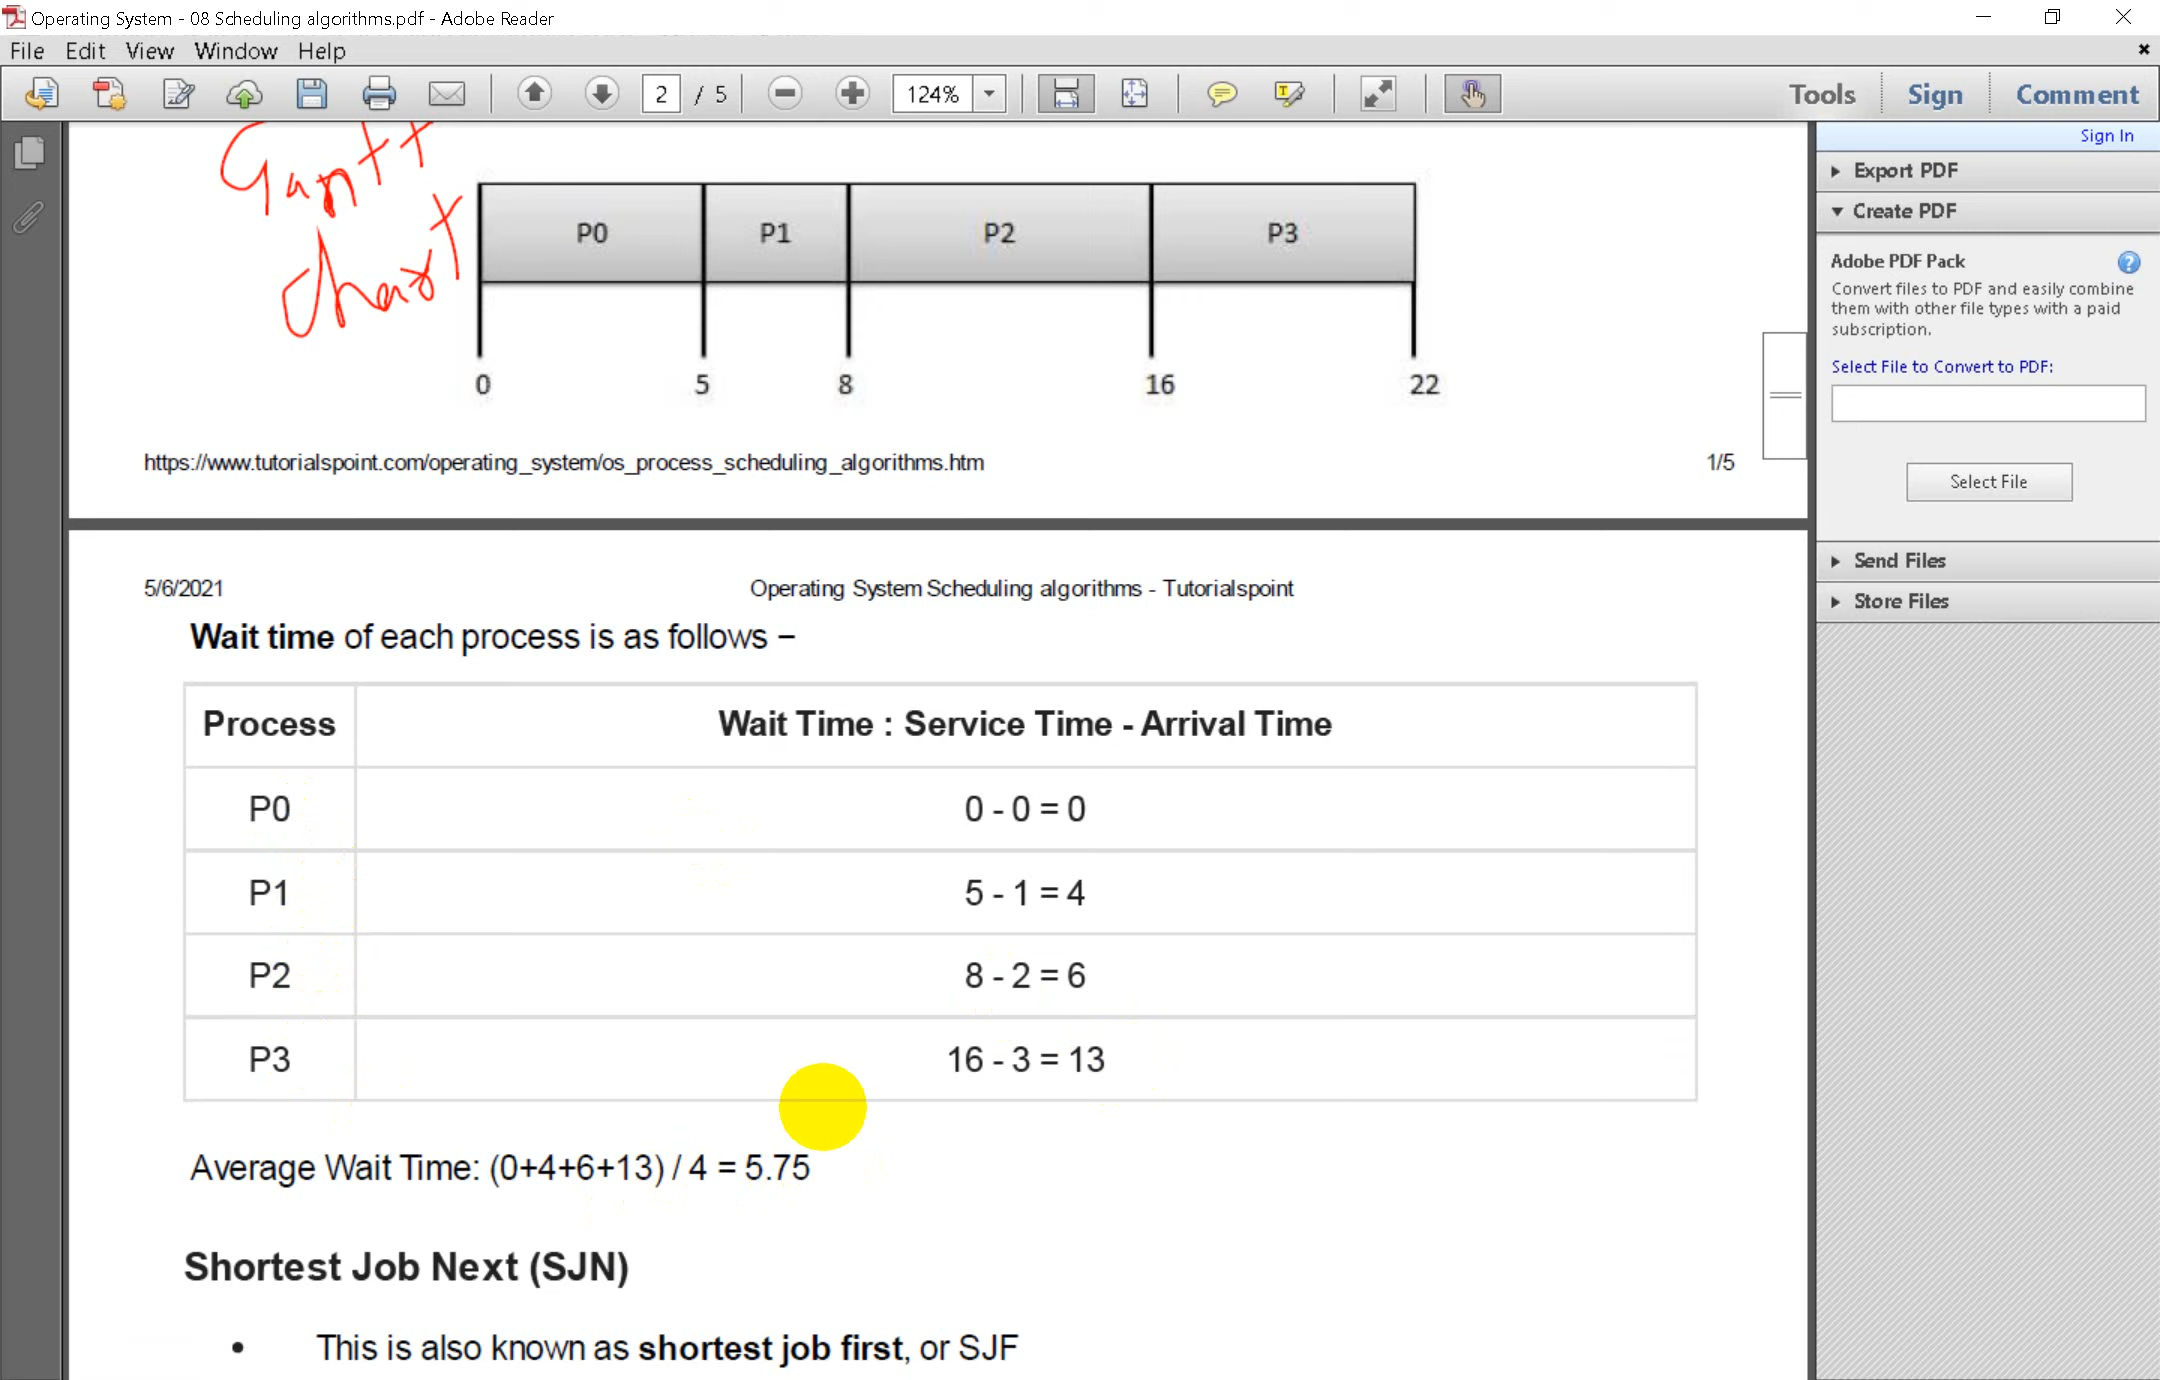 Operating System - 08 Scheduling algorithms.pdf - Adobe Reader
File Edit View Window Help
2 / 5 124% Tools Sign Comment
Sign In
Export PDF
Create PDF
Adobe PDF Pack
Convert files to PDF and easily combine
them with other file types with a paid
subscription.
Select File to Convert to PDF:
Select File
Send Files
Store Files
Gantt
chart
P0 P1 P2 P3
0 5 8 16 22
https://www.tutorialspoint.com/operating_system/os_process_scheduling_algorithms.htm 1/5
5/6/2021 Operating System Scheduling algorithms - Tutorialspoint
Wait time of each process is as follows −
Process Wait Time : Service Time - Arrival Time
P0 0 - 0 = 0
P1 5 - 1 = 4
P2 8 - 2 = 6
P3 16 - 3 = 13
Average Wait Time: (0+4+6+13) / 4 = 5.75
Shortest Job Next (SJN)
• This is also known as shortest job first, or SJF